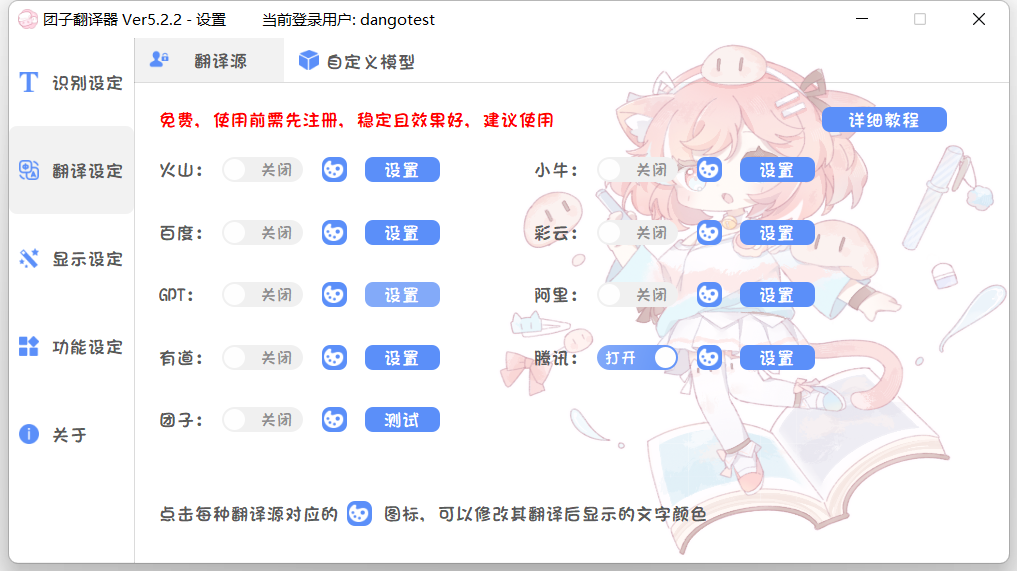 团子翻译器 Ver5.2.2 - 设置 当前登录用户: dangotest
翻译源 自定义模型
识别设定
翻译设定
显示设定
功能设定
关于
免费、使用前需先注册、稳定且效果好、建议使用 详细教程
火山: 关闭 设置 小牛: 关闭 设置
百度: 关闭 设置 彩云: 关闭 设置
GPT: 关闭 设置 阿里: 关闭 设置
有道: 关闭 设置 腾讯: 打开 设置
团子: 关闭 测试
点击每种翻译源对应的 图标、可以修改其翻译后显示的文字颜色